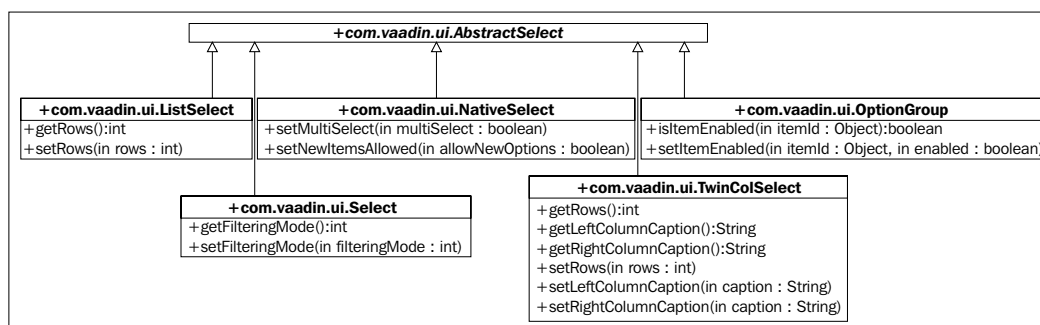 +com.vaadin.ui.AbstractSelect
+com.vaadin.ui.ListSelect
+getRows():int
+setRows(in rows : int)
+com.vaadin.ui.NativeSelect
+setMultiSelect(in multiSelect : boolean)
+setNewItemsAllowed(in allowNewOptions : boolean)
+com.vaadin.ui.OptionGroup
+isItemEnabled(in itemId : Object):boolean
+setItemEnabled(in itemId : Object, in enabled : boolean)
+com.vaadin.ui.Select
+getFilteringMode():int
+setFilteringMode(in filteringMode : int)
+com.vaadin.ui.TwinColSelect
+getRows():int
+getLeftColumnCaption():String
+getRightColumnCaption():String
+setRows(in rows : int)
+setLeftColumnCaption(in caption : String)
+setRightColumnCaption(in caption : String)